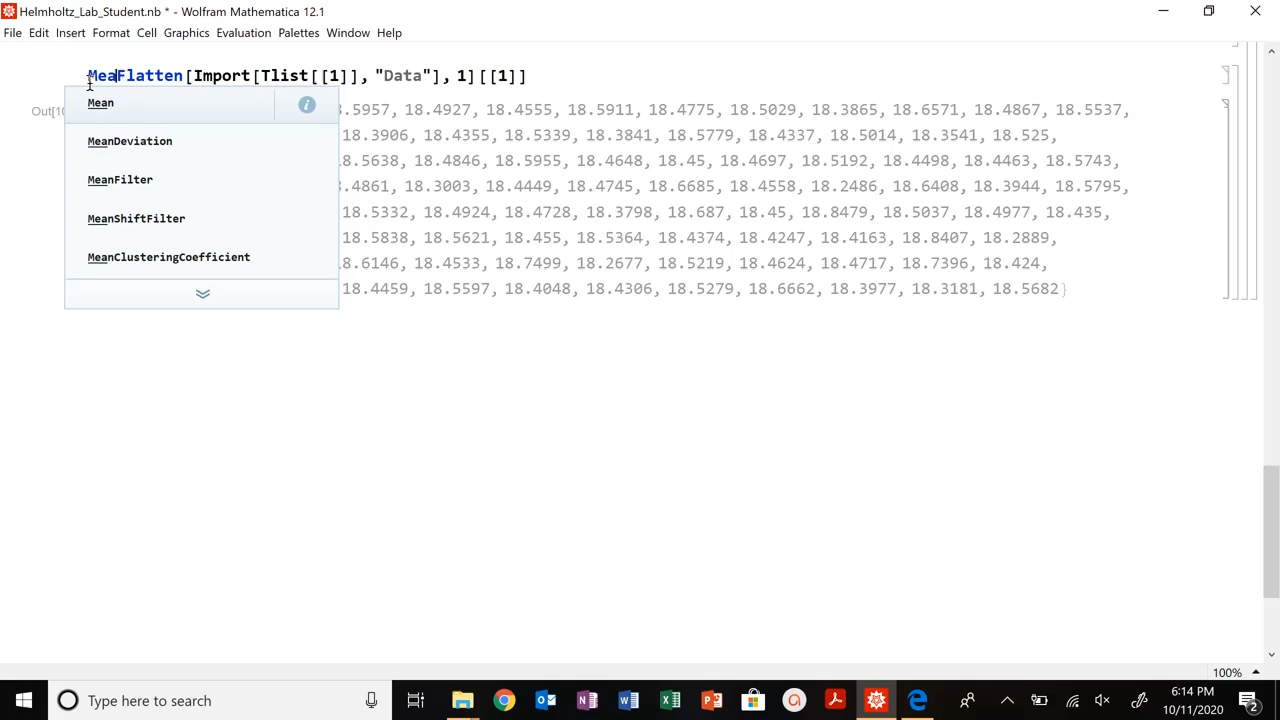 Helmholtz_Lab_Student.nb * - Wolfram Mathematica 12.1
File Edit Insert Format Cell Graphics Evaluation Palettes Window Help
MeaFlatten[Import[Tlist[[1]], "Data"], 1][[1]]
Mean
MeanDeviation
MeanFilter
MeanShiftFilter
MeanClusteringCoefficient
Out[10
.5957, 18.4927, 18.4555, 18.5911, 18.4775, 18.5029, 18.3865, 18.6571, 18.4867, 18.5537,
18.3906, 18.4355, 18.5339, 18.3841, 18.5779, 18.4337, 18.5014, 18.3541, 18.525,
.5638, 18.4846, 18.5955, 18.4648, 18.45, 18.4697, 18.5192, 18.4498, 18.4463, 18.5743,
.4861, 18.3003, 18.4449, 18.4745, 18.6685, 18.4558, 18.2486, 18.6408, 18.3944, 18.5795,
18.5332, 18.4924, 18.4728, 18.3798, 18.687, 18.45, 18.8479, 18.5037, 18.4977, 18.435,
18.5838, 18.5621, 18.455, 18.5364, 18.4374, 18.4247, 18.4163, 18.8407, 18.2889,
.6146, 18.4533, 18.7499, 18.2677, 18.5219, 18.4624, 18.4717, 18.7396, 18.424,
18.4459, 18.5597, 18.4048, 18.4306, 18.5279, 18.6662, 18.3977, 18.3181, 18.5682}
100%
Type here to search
6:14 PM
10/11/2020
2